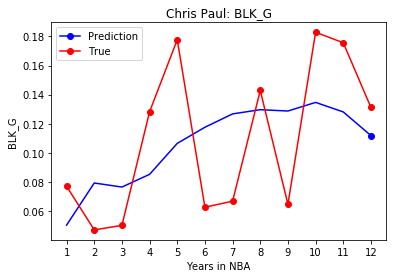 Chris Paul: BLK_G
Prediction
True
BLK_G
0.18
0.16
0.14
0.12
0.10
0.08
0.06
1 2 3 4 5 6 7 8 9 10 11 12
Years in NBA